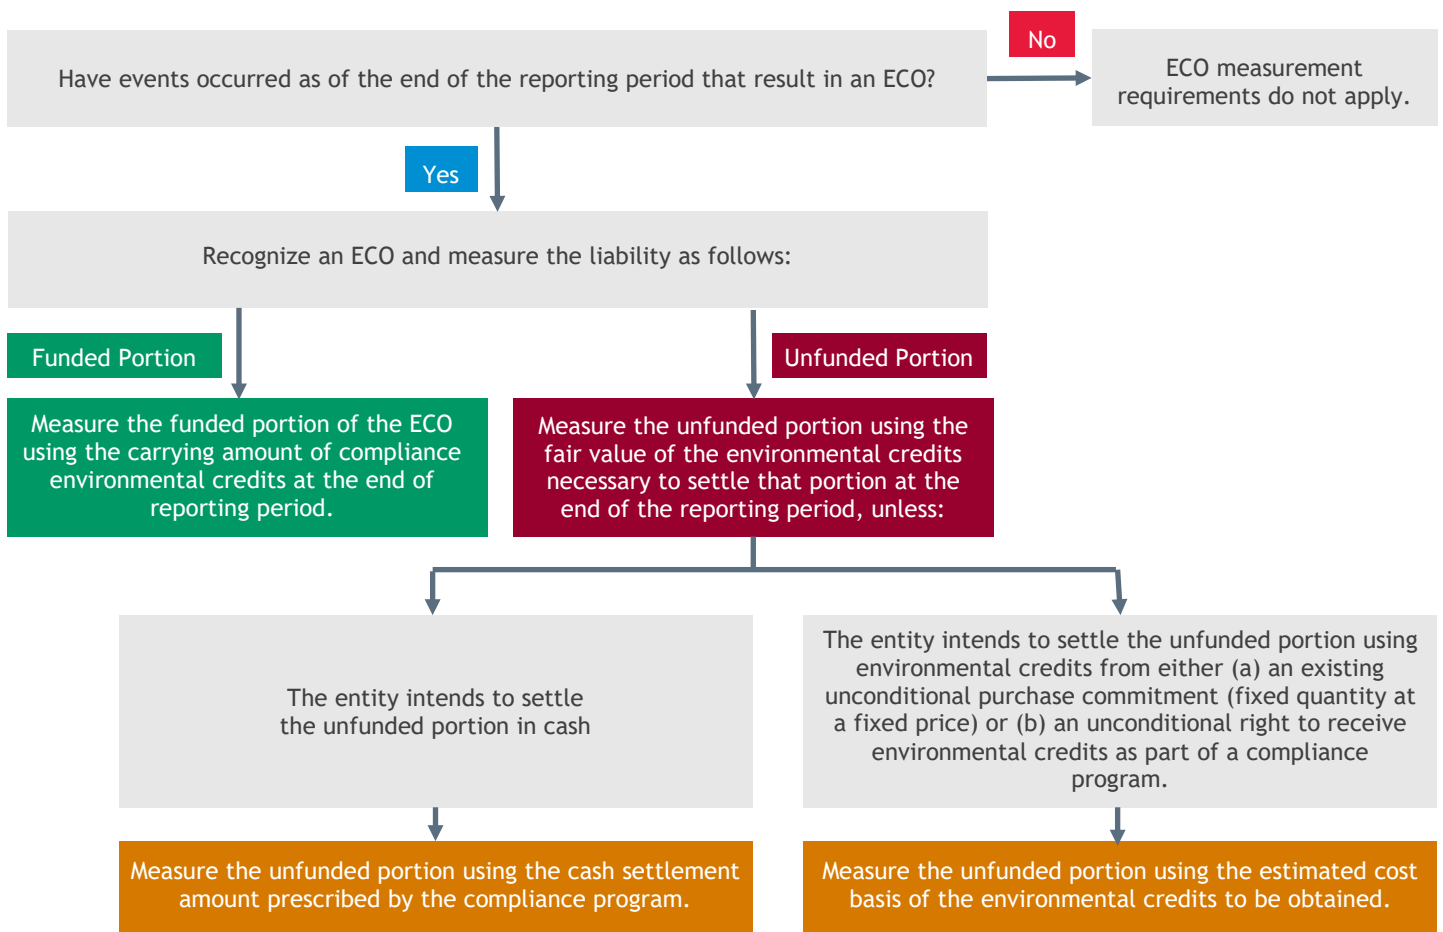 No
Have events occurred as of the end of the reporting period that result in an ECO?
ECO measurement
requirements do not apply.
Yes
Recognize an ECO and measure the liability as follows:
Funded Portion
Unfunded Portion
Measure the funded portion of the ECO
using the carrying amount of compliance
environmental credits at the end of
reporting period.
Measure the unfunded portion using the
fair value of the environmental credits
necessary to settle that portion at the
end of the reporting period, unless:
The entity intends to settle
the unfunded portion in cash
The entity intends to settle the unfunded portion using
environmental credits from either (a) an existing
unconditional purchase commitment (fixed quantity at
a fixed price) or (b) an unconditional right to receive
environmental credits as part of a compliance
program.
Measure the unfunded portion using the cash settlement
amount prescribed by the compliance program.
Measure the unfunded portion using the estimated cost
basis of the environmental credits to be obtained.